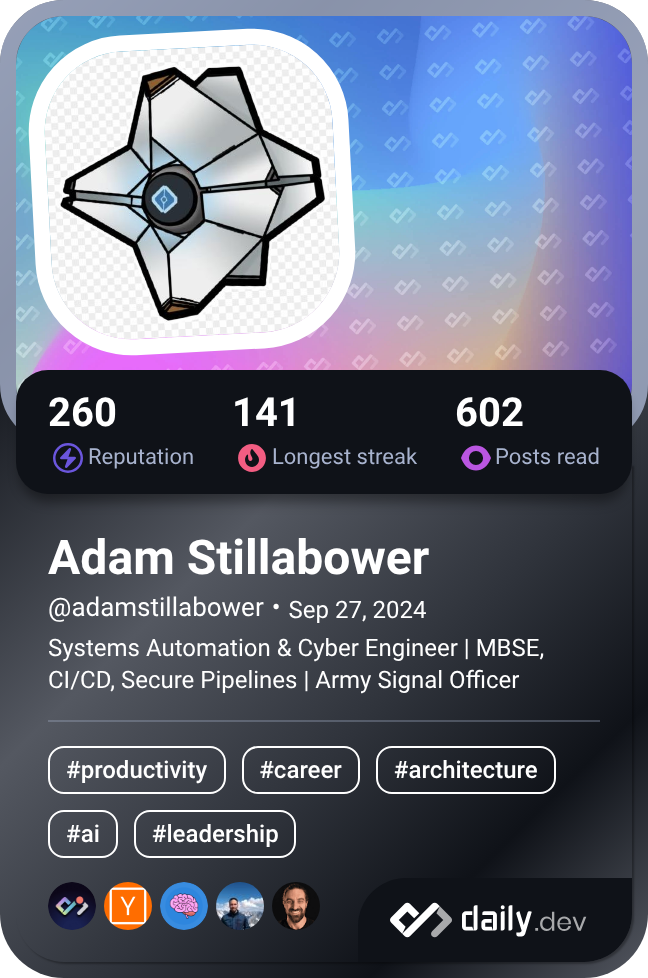 260
141
602
Reputation
Longest streak
Posts read
Adam Stillabower
@adamstillabower • Sep 27, 2024
Systems Automation & Cyber Engineer | MBSE,
CI/CD, Secure Pipelines | Army Signal Officer
#productivity
#career
#architecture
#ai
#leadership
Y
daily.dev